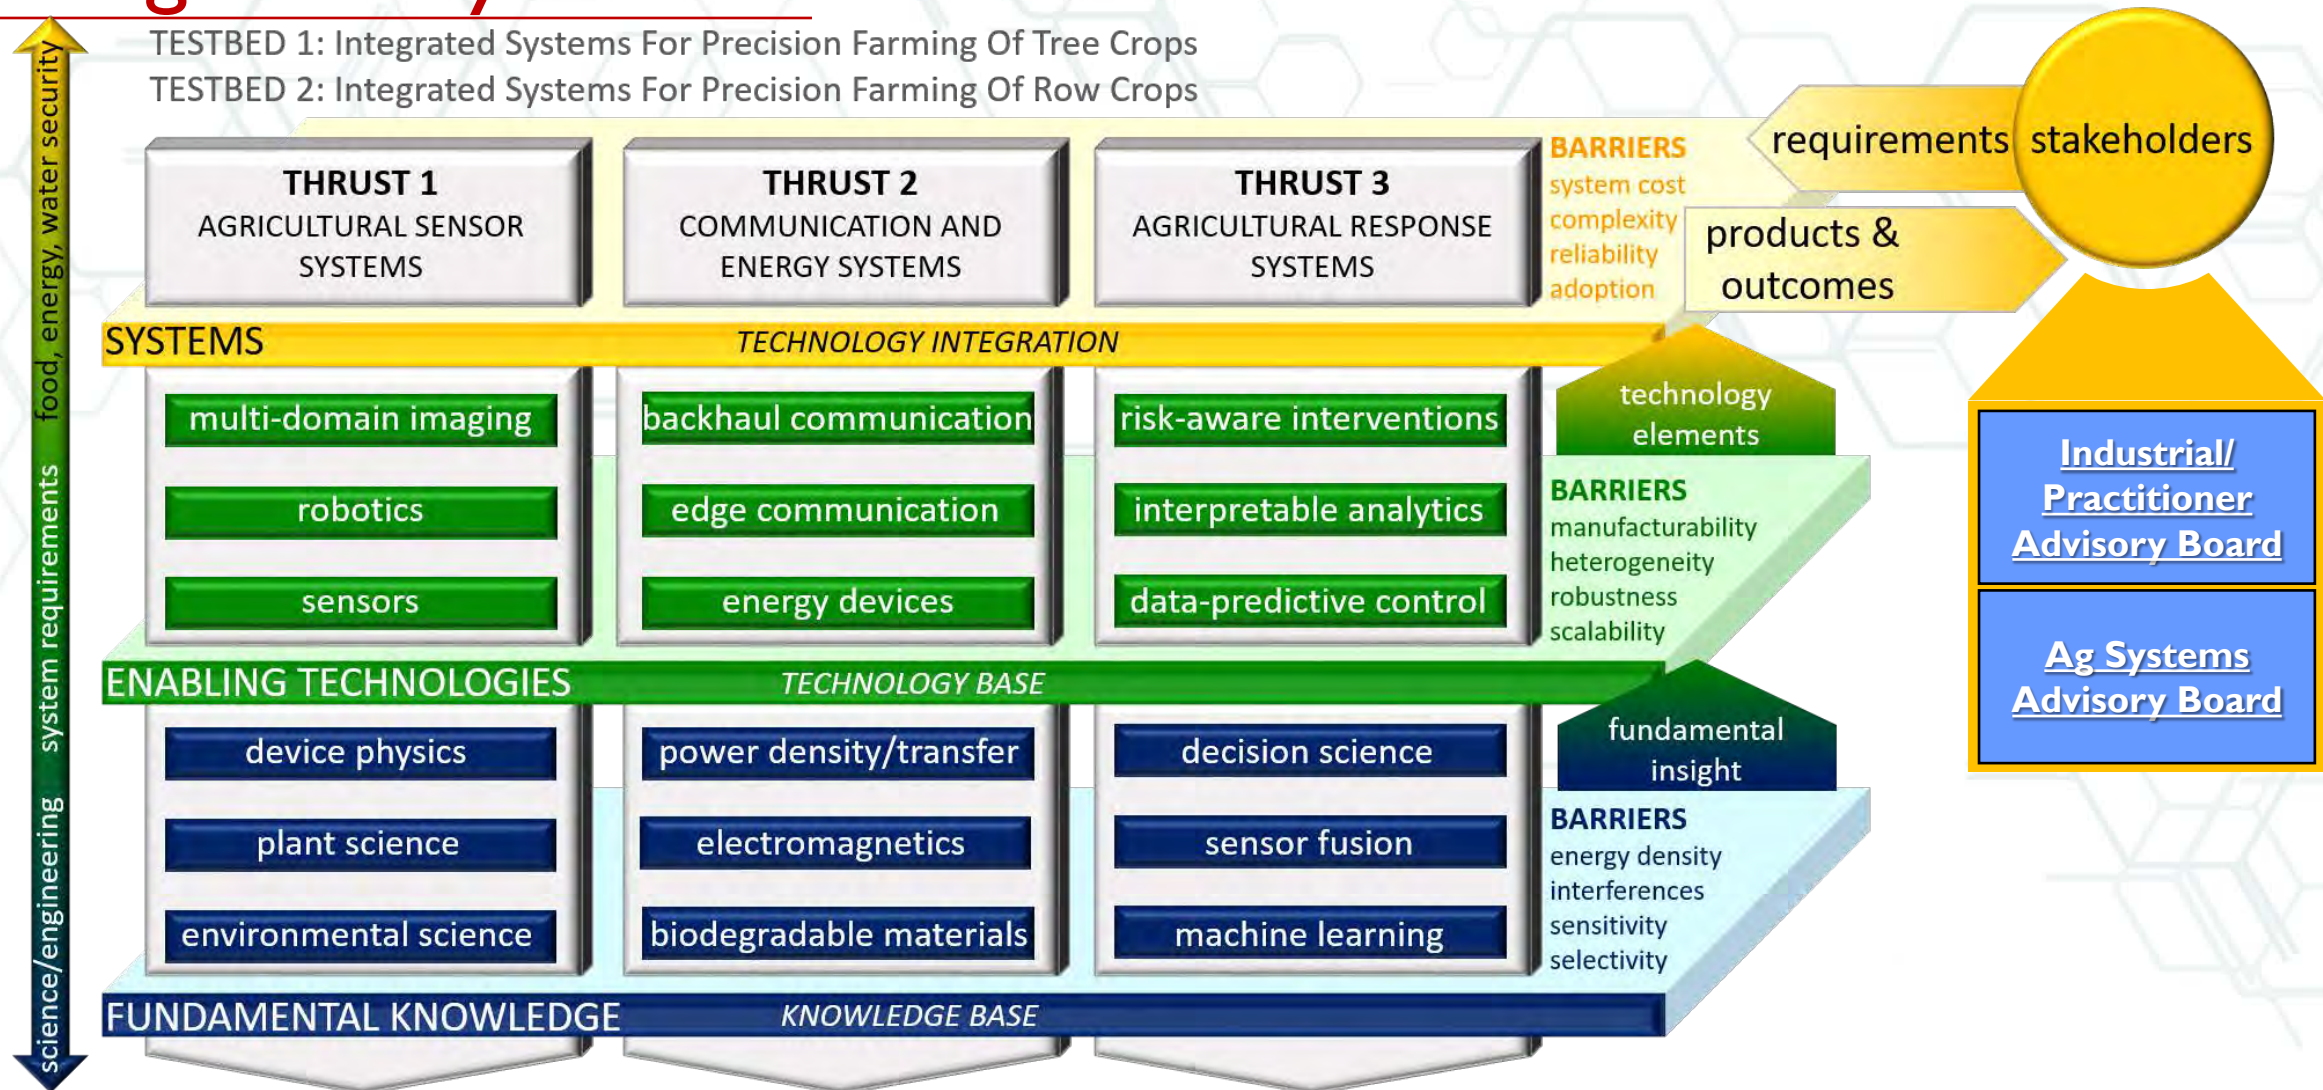 TESTBED 1: Integrated Systems For Precision Farming Of Tree Crops
TESTBED 2: Integrated Systems For Precision Farming Of Row Crops
food, energy, water security
system requirements
science/engineering
THRUST 1
AGRICULTURAL SENSOR
SYSTEMS
THRUST 2
COMMUNICATION AND
ENERGY SYSTEMS
THRUST 3
AGRICULTURAL RESPONSE
SYSTEMS
BARRIERS
system cost
complexity
reliability
adoption
requirements
stakeholders
products &
outcomes
SYSTEMS
TECHNOLOGY INTEGRATION
multi-domain imaging
robotics
sensors
backhaul communication
edge communication
energy devices
risk-aware interventions
interpretable analytics
data-predictive control
technology
elements
BARRIERS
manufacturability
heterogeneity
robustness
scalability
Industrial/
Practitioner
Advisory Board
Ag Systems
Advisory Board
ENABLING TECHNOLOGIES
TECHNOLOGY BASE
device physics
plant science
environmental science
power density/transfer
electromagnetics
biodegradable materials
decision science
sensor fusion
machine learning
fundamental
insight
BARRIERS
energy density
interferences
sensitivity
selectivity
FUNDAMENTAL KNOWLEDGE
KNOWLEDGE BASE